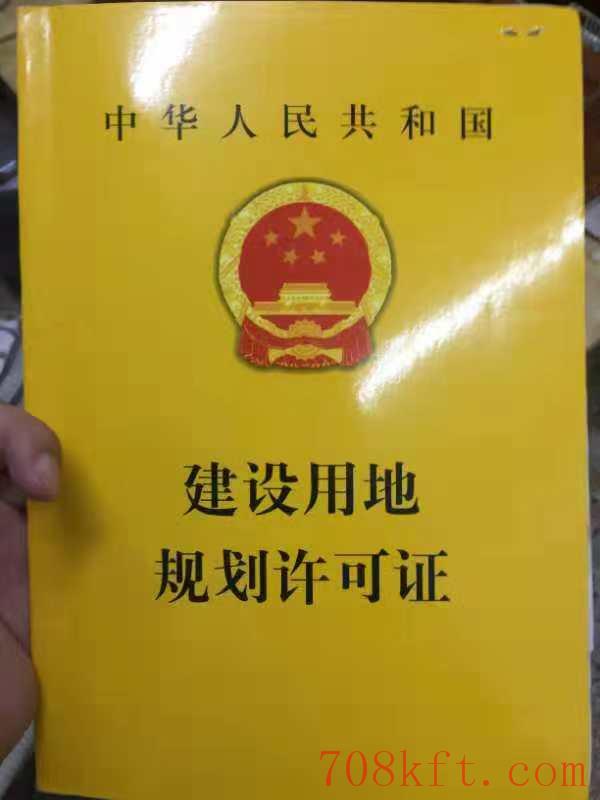 中华人民共和国
建设用地
规划许可证
708kft.com